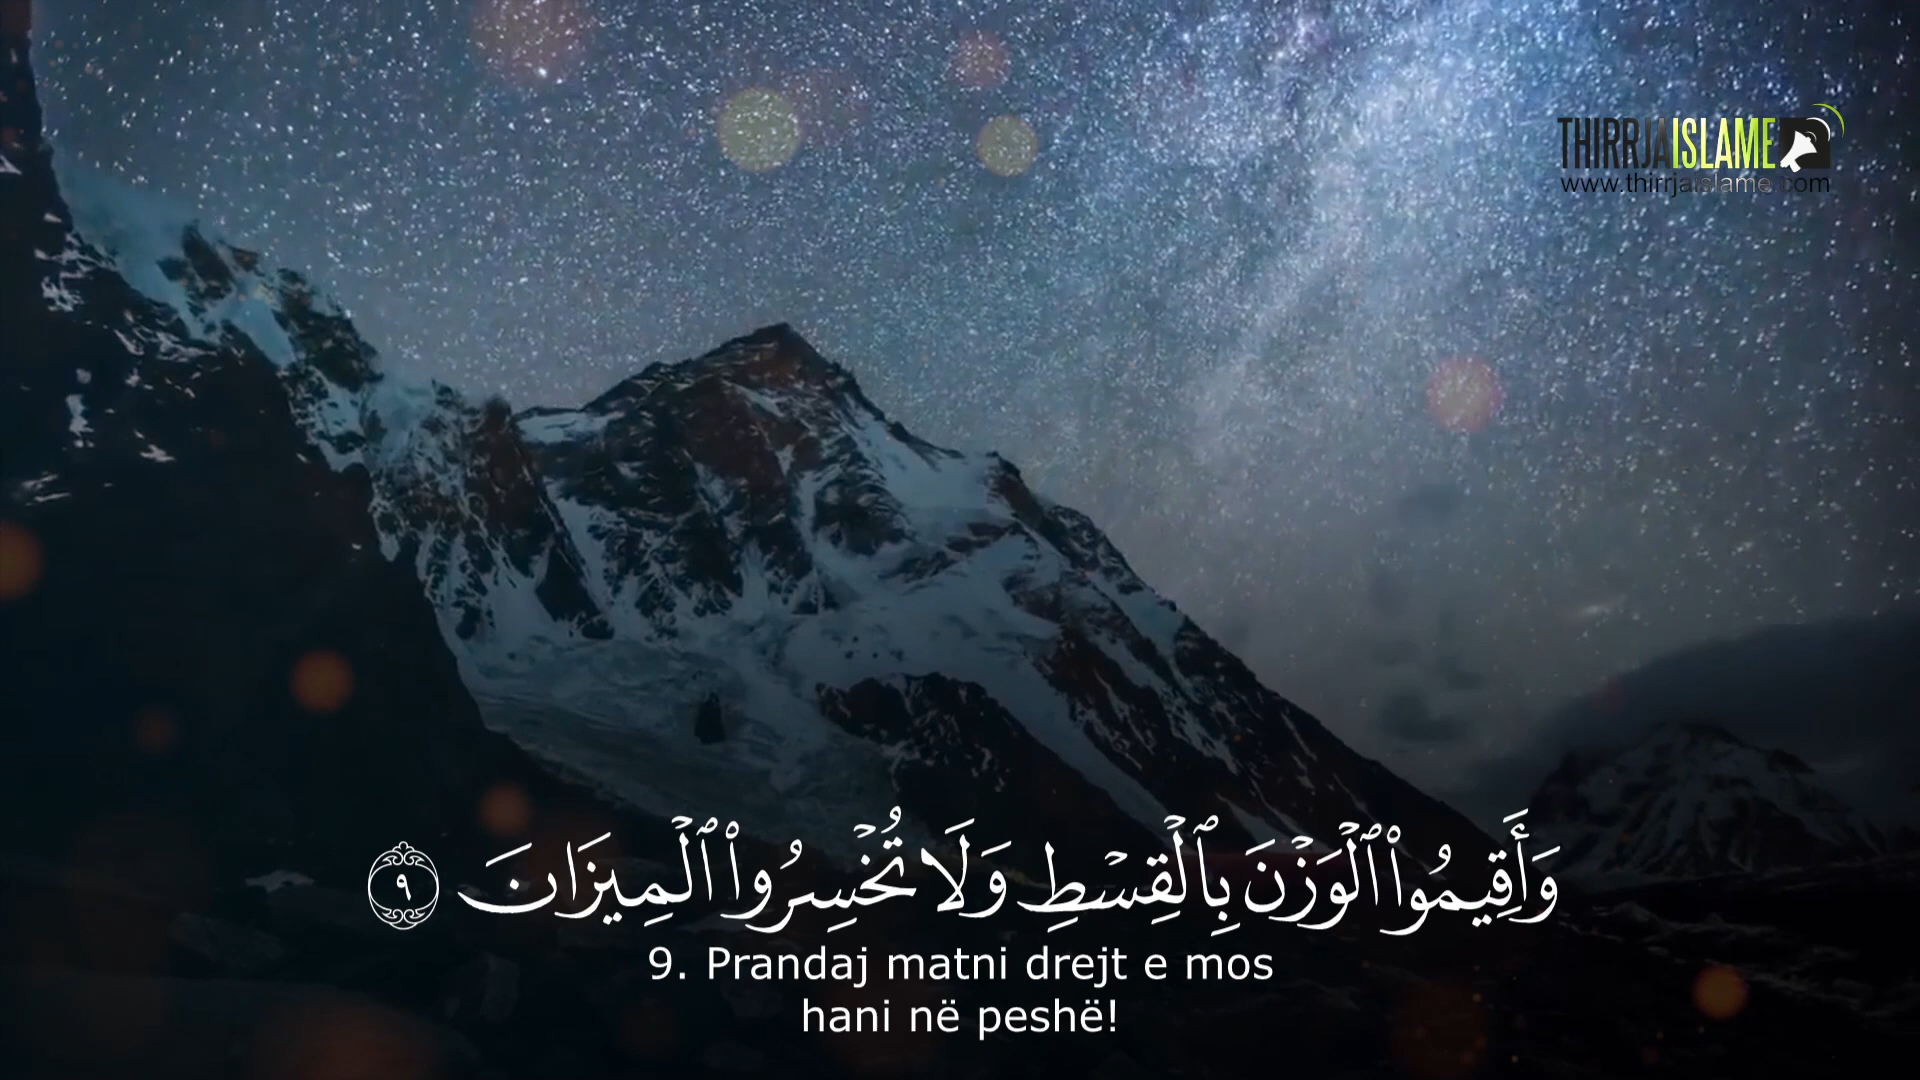 THIRRJAISLAME
www.thirrjaislame.com
وَأَقِيمُوا۟ ٱلْوَزْنَ بِٱلْقِسْطِ وَلَا تُخْسِرُوا۟ ٱلْمِيزَانَ ٩
9. Prandaj matni drejt e mos
hani në peshë!